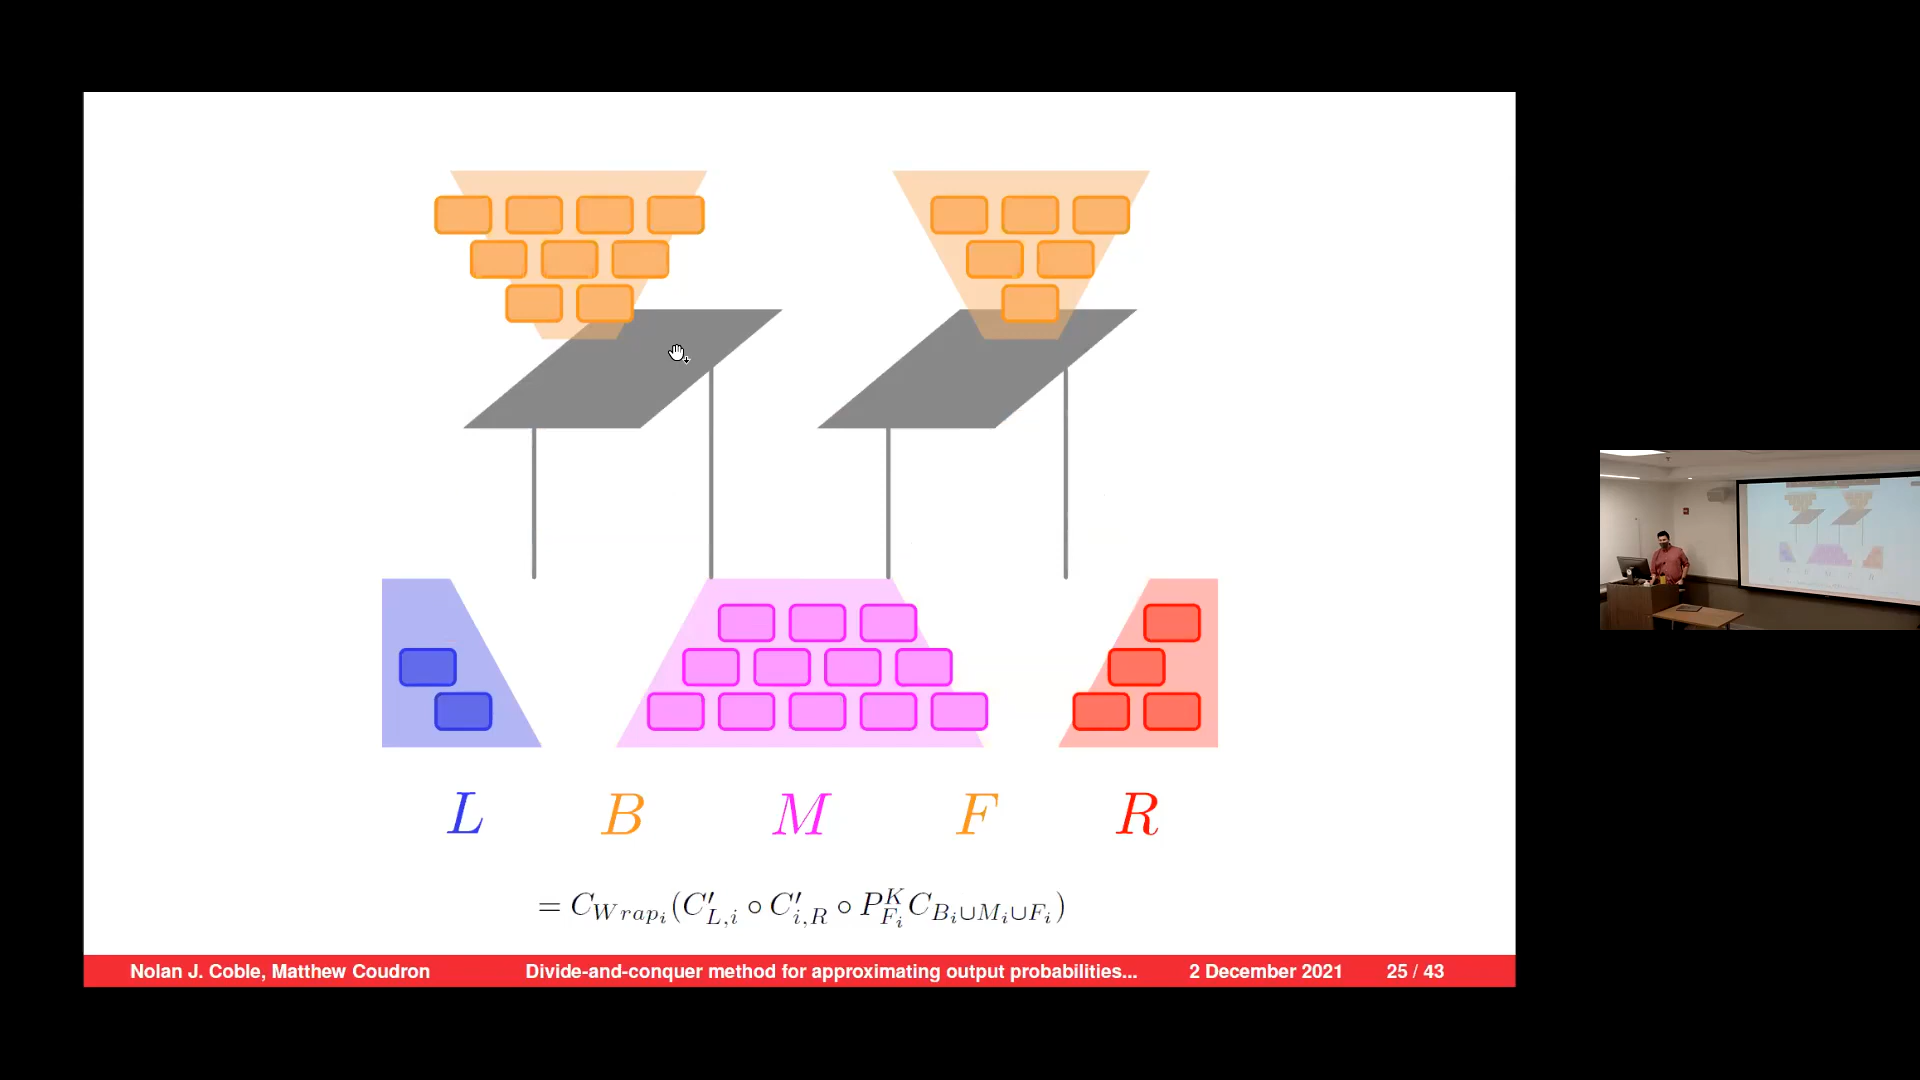 L B M F R
= C_{Wrap_i}(C'_{L,i} ∘ C'_{i,R} ∘ P^K_{F_i} C_{B_i∪M_i∪F_i})
Nolan J. Coble, Matthew Coudron Divide-and-conquer method for approximating output probabilities... 2 December 2021 25 / 43